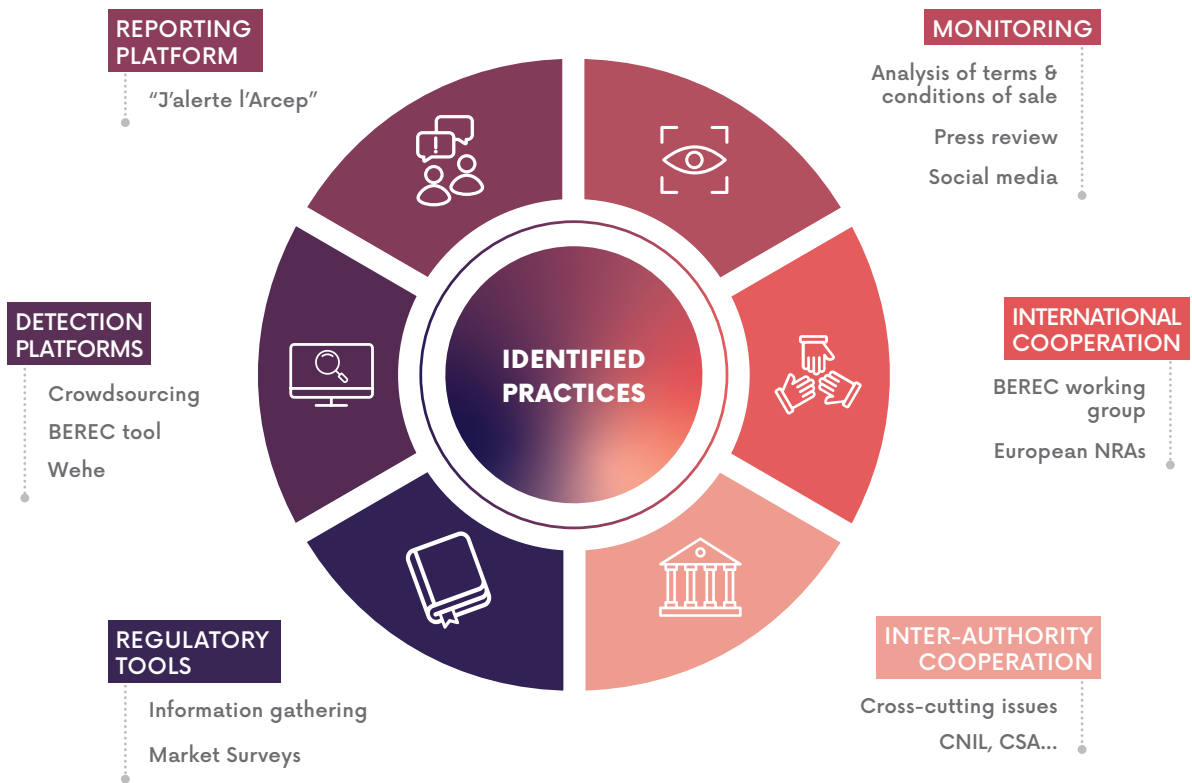 REPORTING
PLATFORM
“J’alerte l’Arcep”
MONITORING
Analysis of terms &
conditions of sale
Press review
Social media
DETECTION
PLATFORMS
Crowdsourcing
BEREC tool
Wehe
IDENTIFIED
PRACTICES
INTERNATIONAL
COOPERATION
BEREC working
group
European NRAs
REGULATORY
TOOLS
Information gathering
Market Surveys
INTER-AUTHORITY
COOPERATION
Cross-cutting issues
CNIL, CSA...